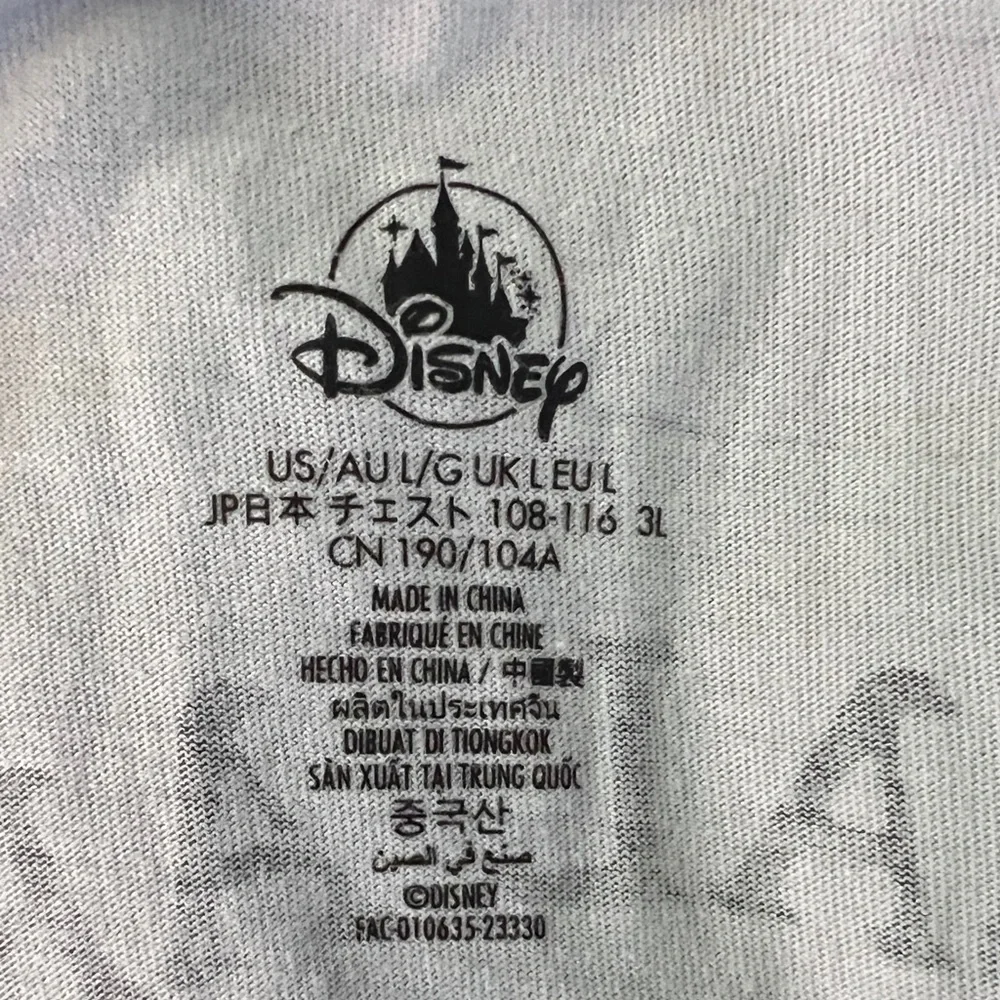 Disney
US/AU L/G UK L EU L
JP日本 チェスト 108-116 3L
CN 190/104A
MADE IN CHINA
FABRIQUÉ EN CHINE
HECHO EN CHINA / 中國製
ผลิตในประเทศจีน
DIBUAT DI TIONGKOK
SẢN XUẤT TẠI TRUNG QUỐC
중국산
صنع في الصين
©DISNEY
FAC-010635-23330